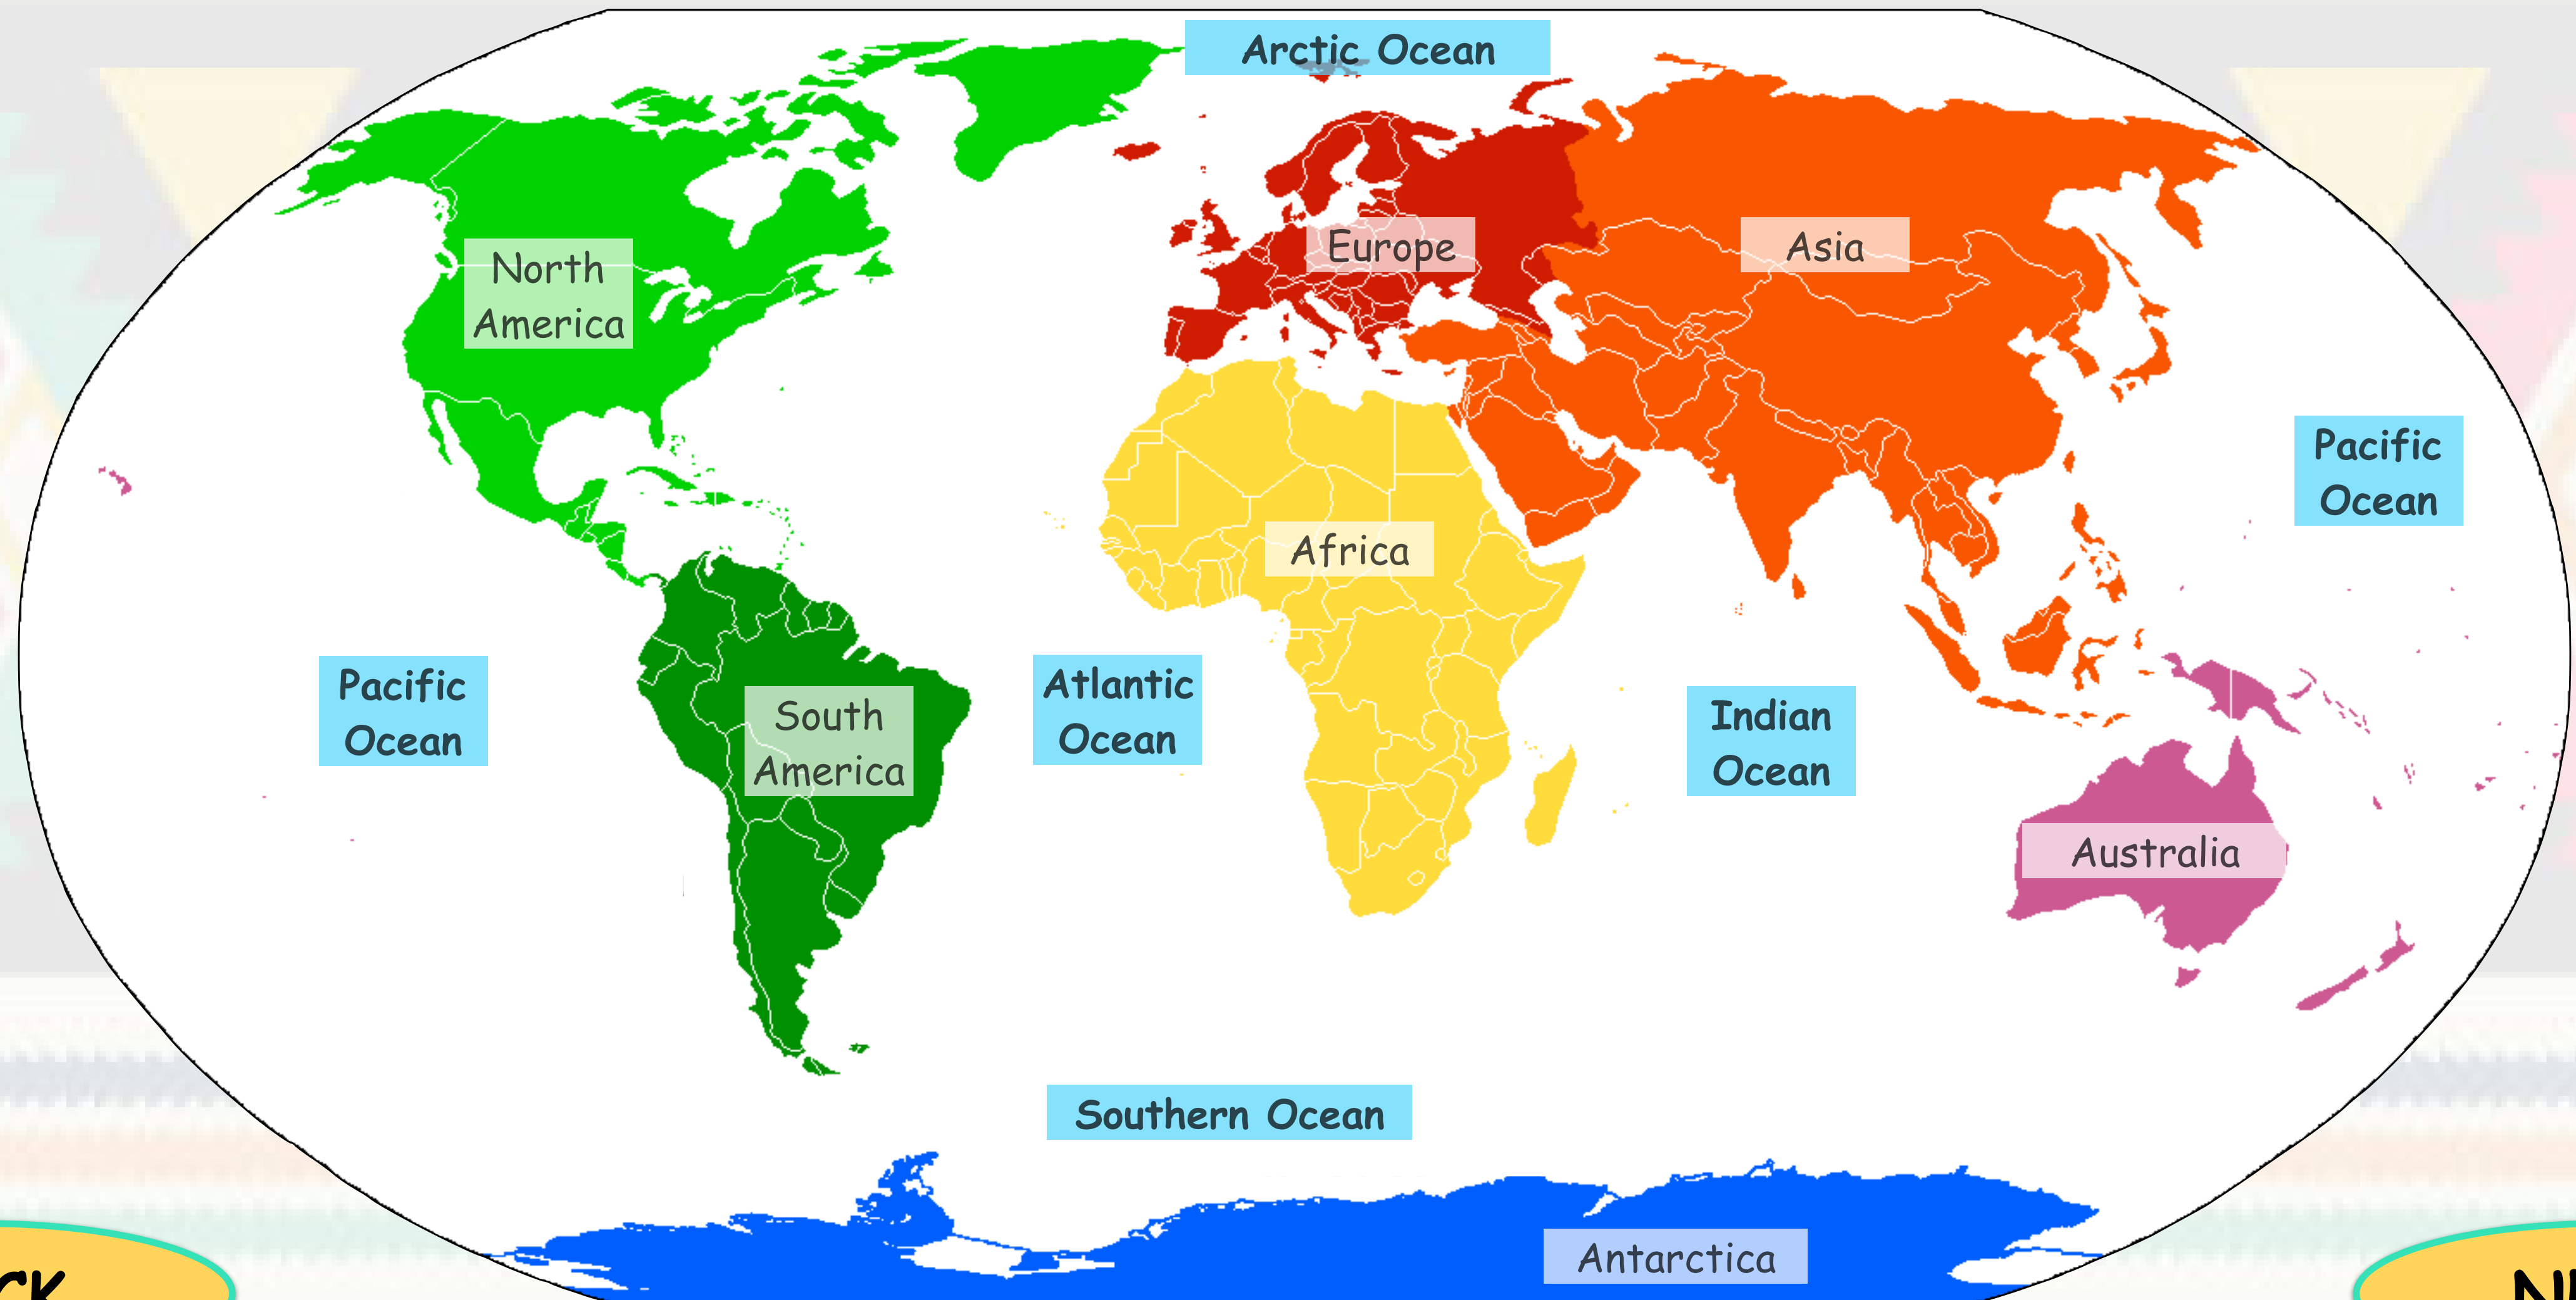 Arctic Ocean
North
America
Europe
Asia
Pacific
Ocean
Africa
Pacific
Ocean
South
America
Atlantic
Ocean
Indian
Ocean
Australia
Southern Ocean
Antarctica